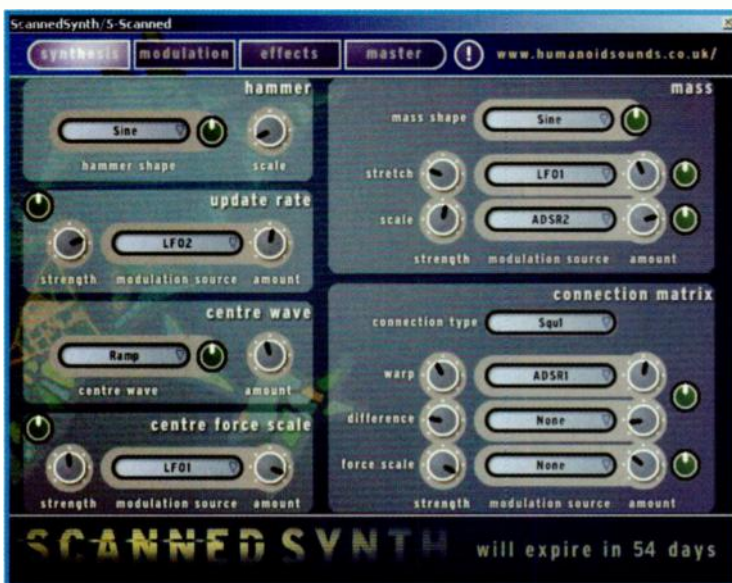 ScannedSynth/S-Scanned
synthesis modulation effects master ! www.humanoidsounds.co.uk/
hammer
Sine
hammer shape scale
update rate
LFO2
strength modulation source amount
centre wave
Ramp
centre wave amount
centre force scale
LFO1
strength modulation source amount
mass
mass shape Sine
stretch LFO1
scale ADSR2
strength modulation source amount
connection matrix
connection type Squ1
warp ADSR1
difference None
force scale None
strength modulation source amount
SCANNED SYNTH will expire in 54 days